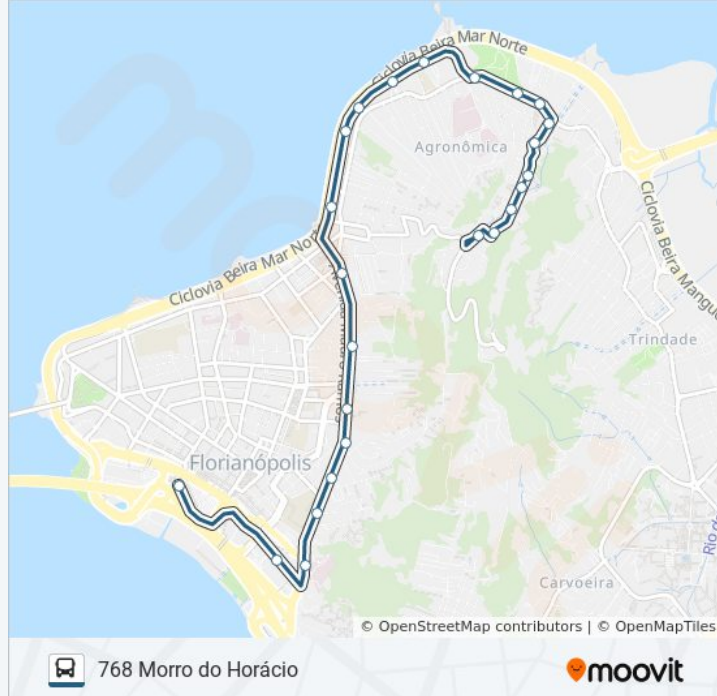 Ciclovia Beira Mar Norte
Agronômica
Ciclovia Beira Mar Norte
Ciclovia Beira Mangue
Trindade
Florianópolis
Rio d
Carvoeira
© OpenStreetMap contributors | © OpenMapTiles
768 Morro do Horácio
moovit